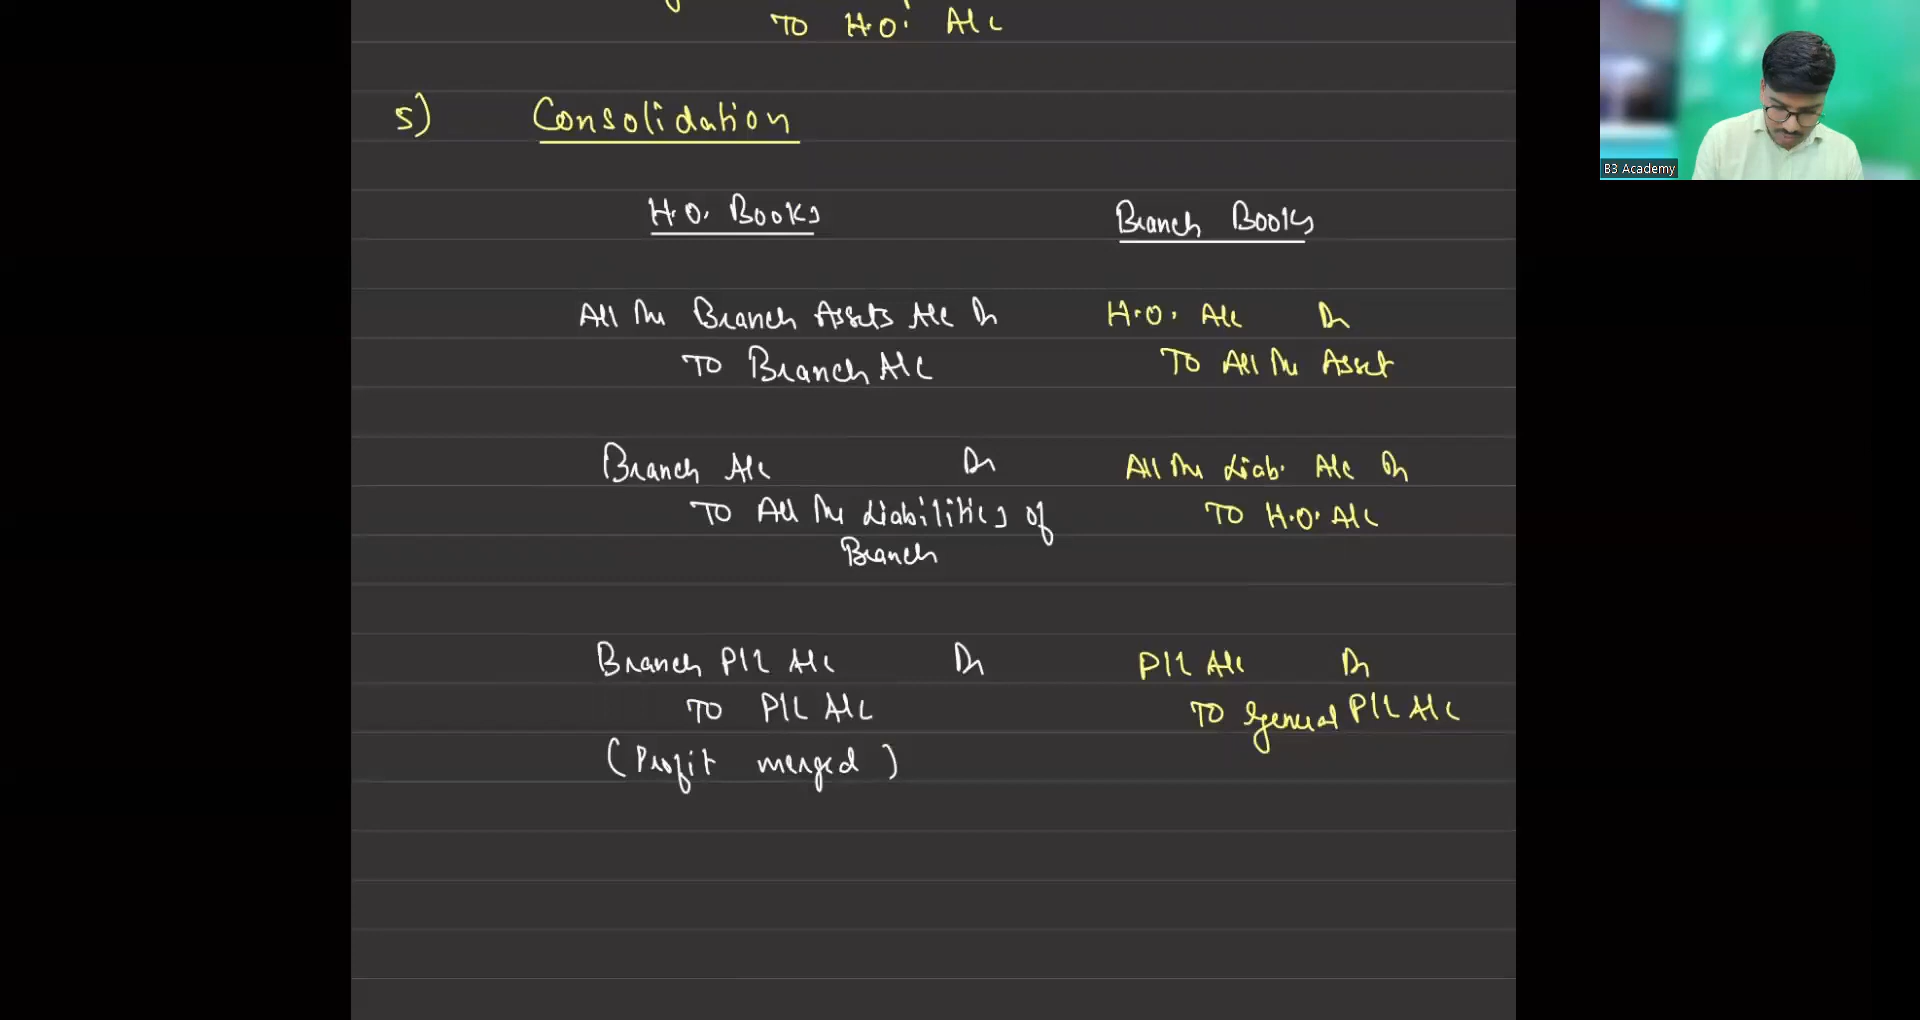 To H.O. A/c
5) Consolidation
H.O. Books
Branch Books
All the Branch Assets A/c Dr
To Branch A/c
H.O. A/c Dr
To All the Asset
Branch A/c Dr
To All the Liabilities of
Branch
All the Liab. A/c Dr
To H.O. A/c
Branch P/L A/c Dr
To P/L A/c
(Profit merged)
P/L A/c Dr
To General P/L A/c
B3 Academy